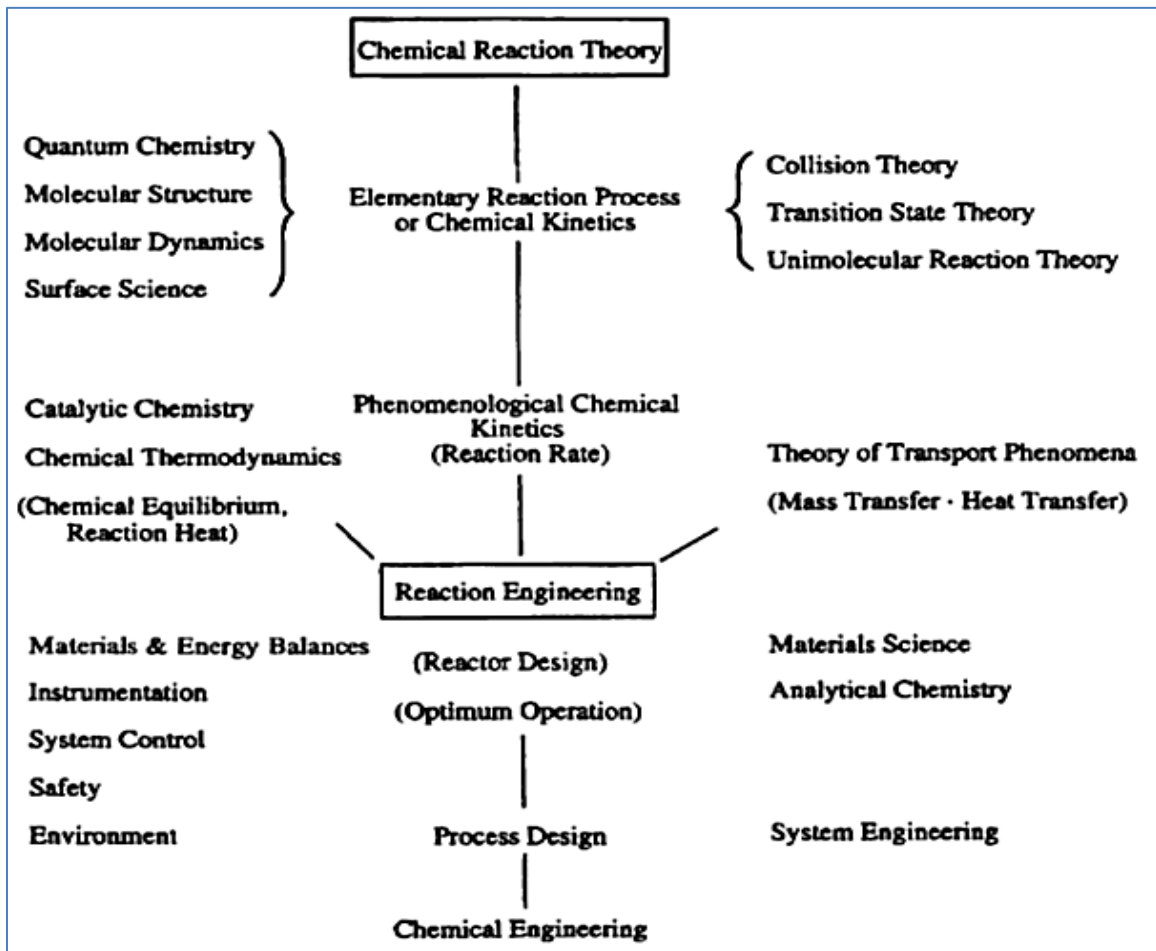 Chemical Reaction Theory
Quantum Chemistry
Molecular Structure
Molecular Dynamics
Surface Science
Elementary Reaction Process
or Chemical Kinetics
Collision Theory
Transition State Theory
Unimolecular Reaction Theory
Catalytic Chemistry
Chemical Thermodynamics
(Chemical Equilibrium,
Reaction Heat)
Phenomenological Chemical
Kinetics
(Reaction Rate)
Theory of Transport Phenomena
(Mass Transfer · Heat Transfer)
Reaction Engineering
Materials & Energy Balances
Instrumentation
System Control
Safety
Environment
(Reactor Design)
(Optimum Operation)
Materials Science
Analytical Chemistry
Process Design
System Engineering
Chemical Engineering